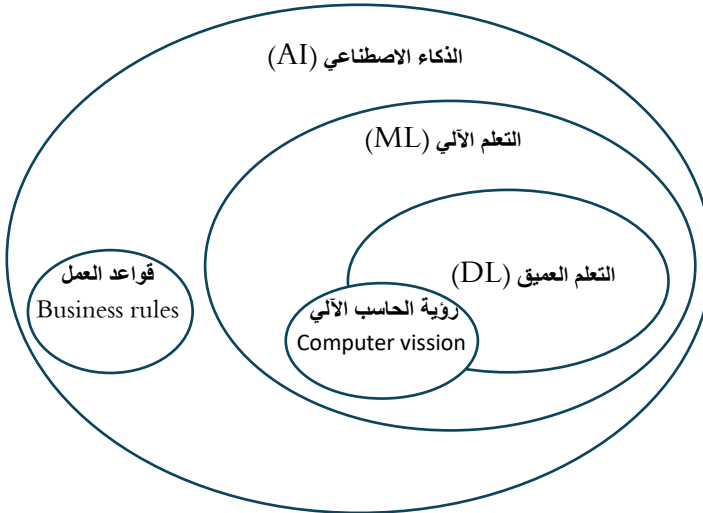 الذكاء الاصطناعي (AI)
التعلم الآلي (ML)
التعلم العميق (DL)
قواعد العمل
Business rules
رؤية الحاسب الآلي
Computer vission